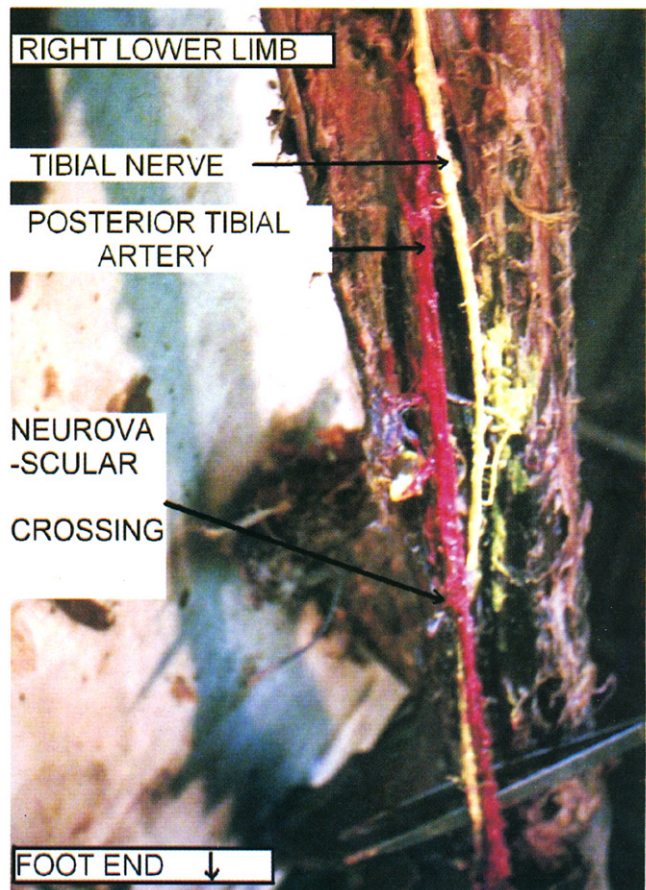 RIGHT LOWER LIMB
TIBIAL NERVE
POSTERIOR TIBIAL
ARTERY
NEUROVA
-SCULAR
CROSSING
FOOT END ↓